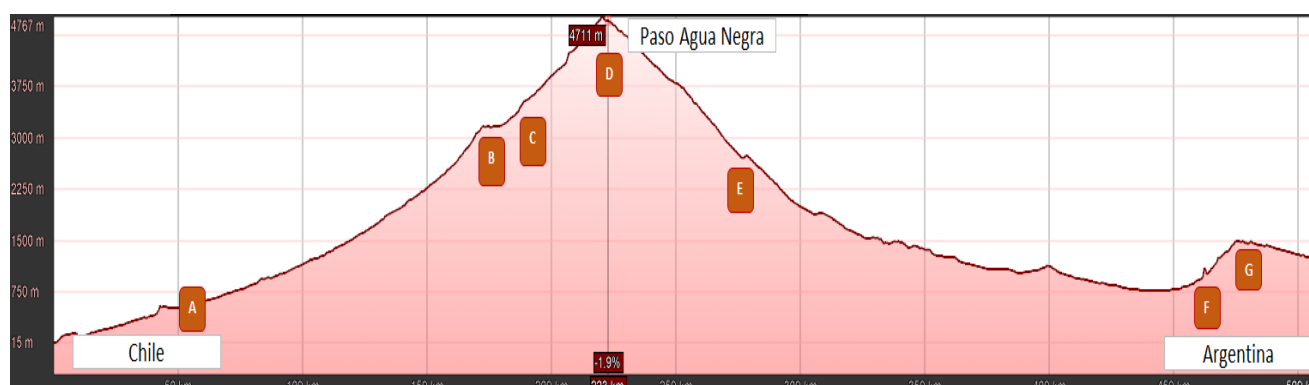 4767 m
4711 m
Paso Agua Negra
D
3750 m
3000 m
C
B
2250 m
E
1500 m
G
750 m
A
F
15 m
Chile
Argentina
-1.9%